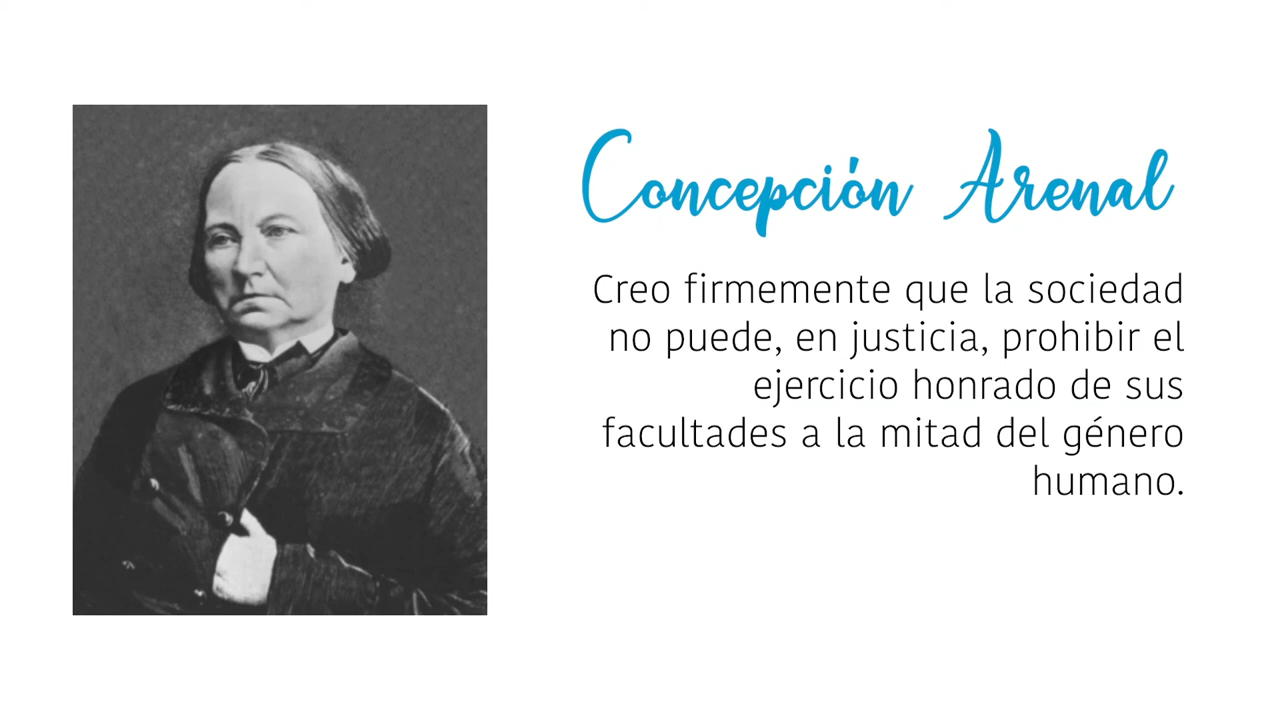 Concepción Arenal
Creo firmemente que la sociedad
no puede, en justicia, prohibir el
ejercicio honrado de sus
facultades a la mitad del género
humano.